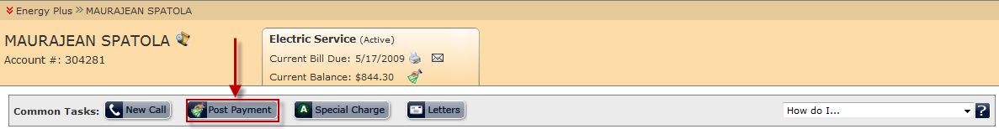 Energy Plus » MAURAJEAN SPATOLA
MAURAJEAN SPATOLA
Account #: 304281
Electric Service (Active)
Current Bill Due: 5/17/2009
Current Balance: $844.30
Common Tasks: New Call Post Payment A Special Charge Letters How do I... ?